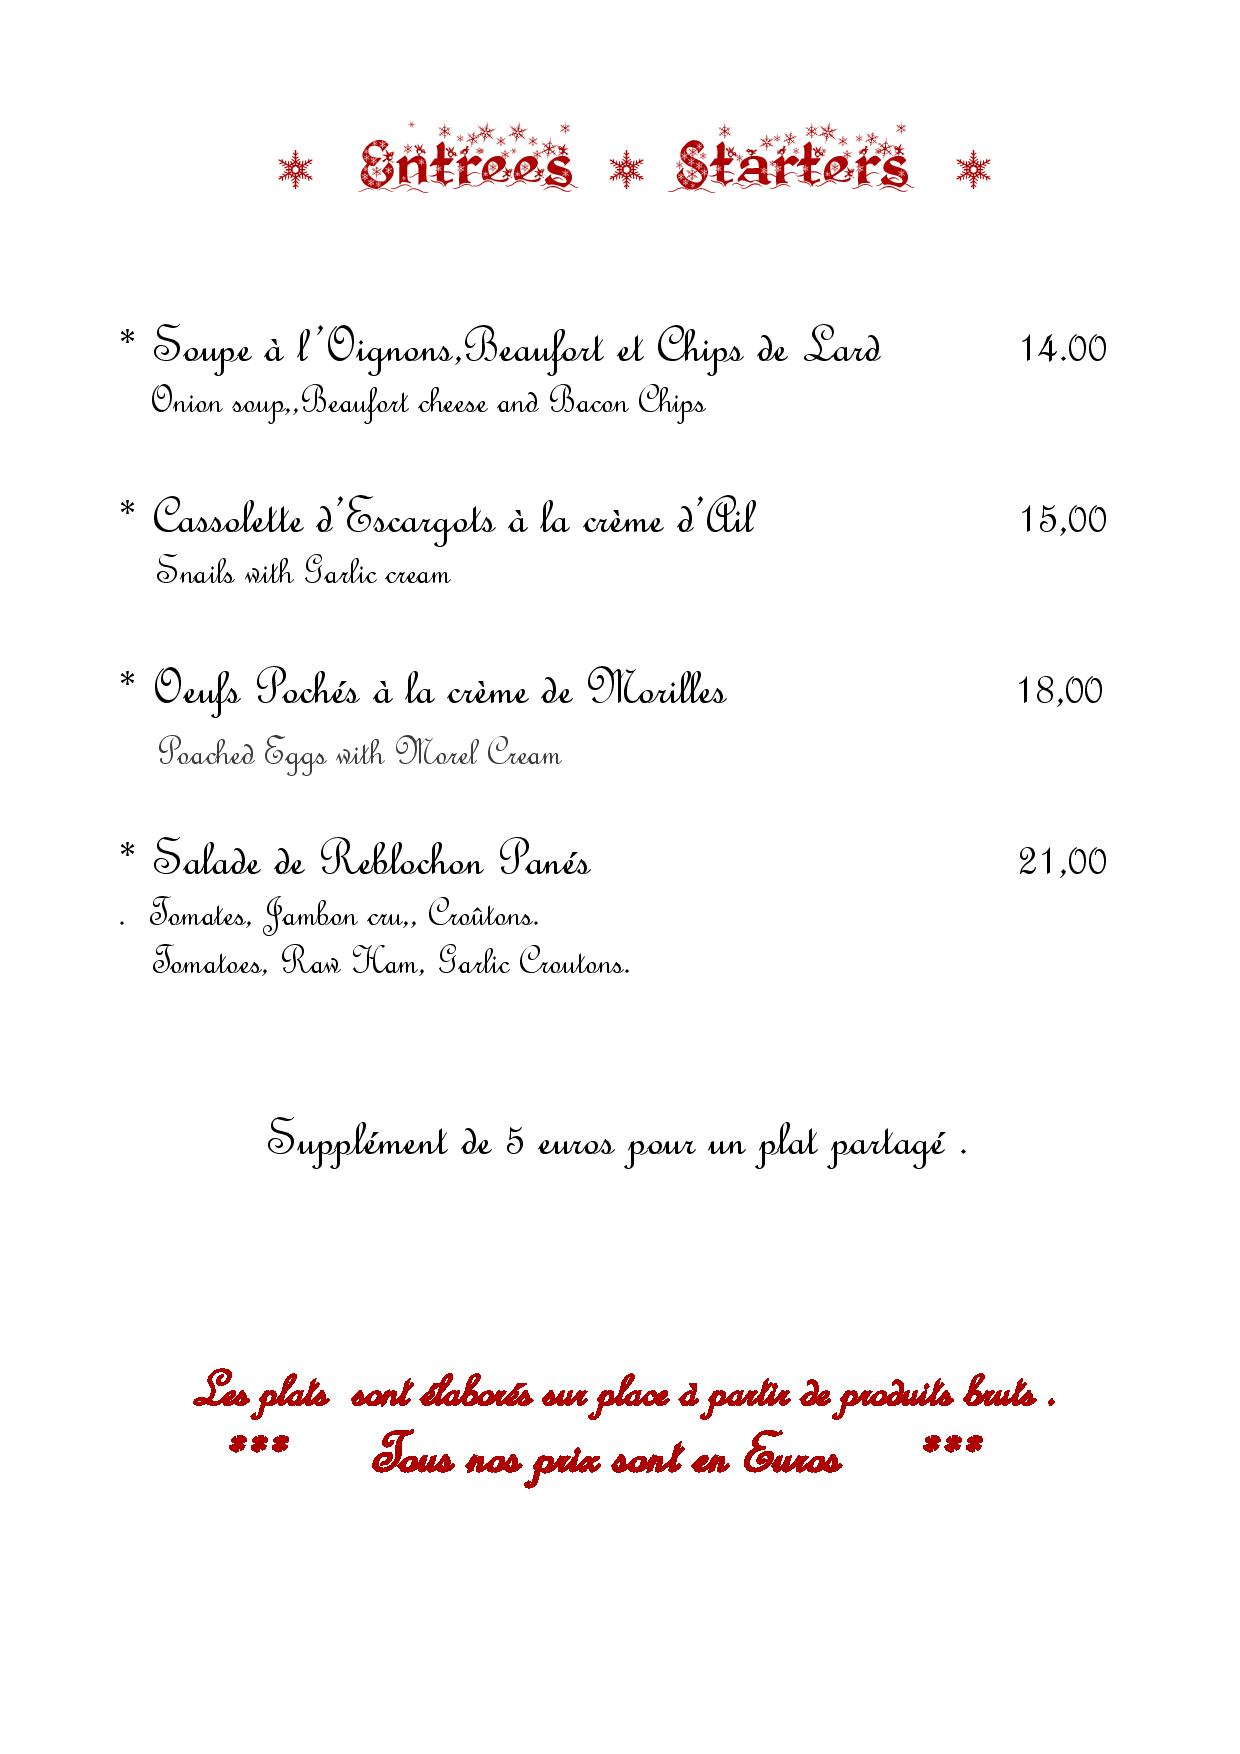 Entrees Starters
* Soupe à l'Oignons,Beaufort et Chips de Lard 14.00
Onion soup,,Beaufort cheese and Bacon Chips
* Cassolette d'Escargots à la crème d'Ail 15,00
Snails with Garlic cream
* Oeufs Pochés à la crème de Morilles 18,00
Poached Eggs with Morel Cream
* Salade de Reblochon Panés 21,00
. Tomates, Jambon cru,, Croûtons.
Tomatoes, Raw Ham, Garlic Croutons.
Supplément de 5 euros pour un plat partagé .
Les plats sont élaborés sur place à partir de produits bruts .
*** Tous nos prix sont en Euros ***